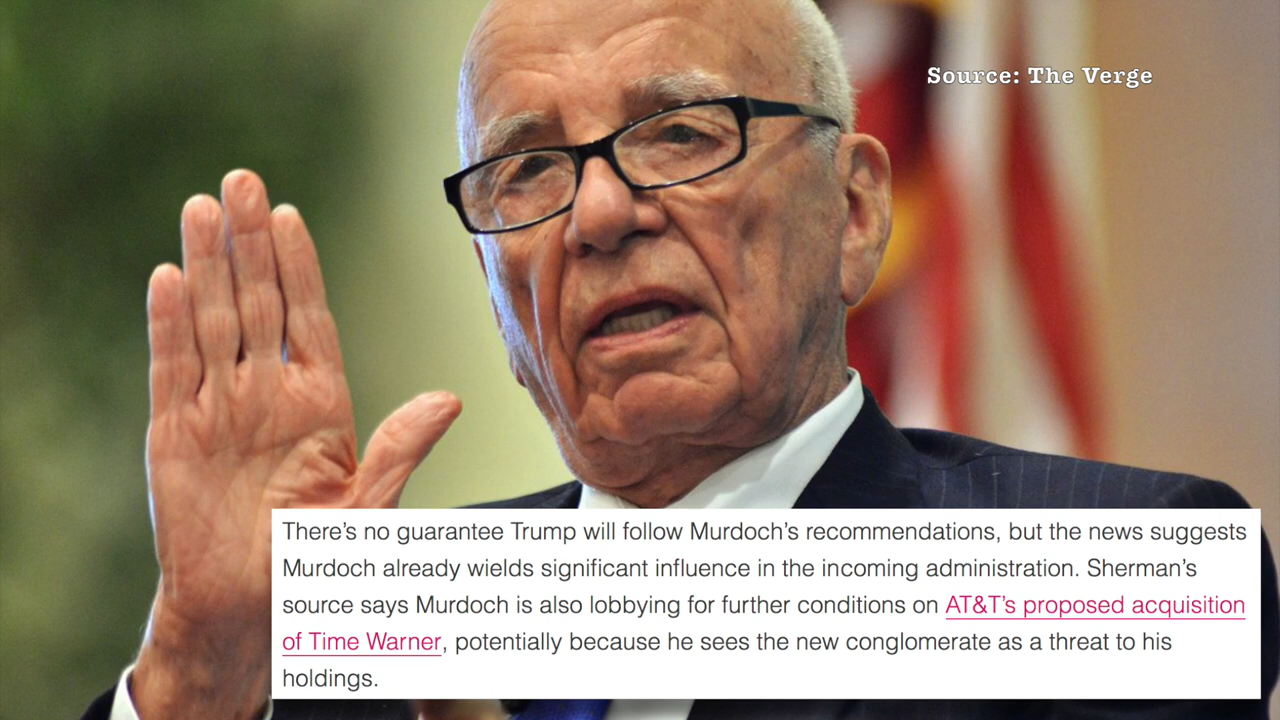 Source: The Verge
There’s no guarantee Trump will follow Murdoch’s recommendations, but the news suggests
Murdoch already wields significant influence in the incoming administration. Sherman’s
source says Murdoch is also lobbying for further conditions on AT&T’s proposed acquisition
of Time Warner, potentially because he sees the new conglomerate as a threat to his
holdings.